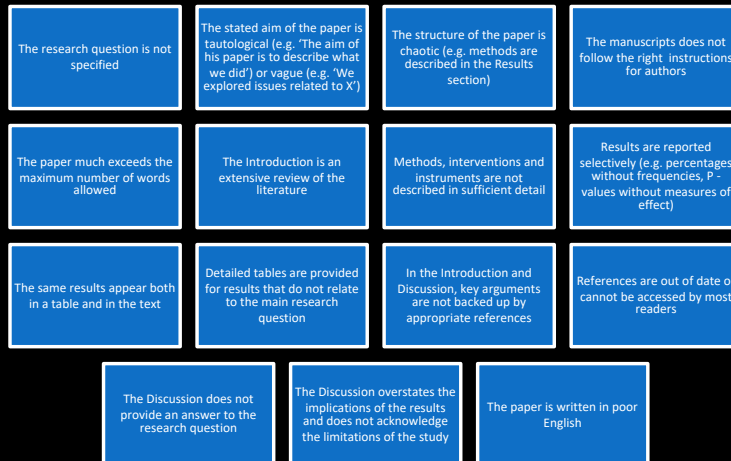 The research question is not
specified
The stated aim of the paper is
tautological (e.g. ‘The aim of
his paper is to describe what
we did’) or vague (e.g. ‘We
explored issues related to X’)
The structure of the paper is
chaotic (e.g. methods are
described in the Results
section)
The manuscripts does not
follow the right instructions
for authors
The paper much exceeds the
maximum number of words
allowed
The Introduction is an
extensive review of the
literature
Methods, interventions and
instruments are not
described in sufficient detail
Results are reported
selectively (e.g. percentages
without frequencies, P -
values without measures of
effect)
The same results appear both
in a table and in the text
Detailed tables are provided
for results that do not relate
to the main research
question
In the Introduction and
Discussion, key arguments
are not backed up by
appropriate references
References are out of date o
cannot be accessed by most
readers
The Discussion does not
provide an answer to the
research question
The Discussion overstates the
implications of the results
and does not acknowledge
the limitations of the study
The paper is written in poor
English